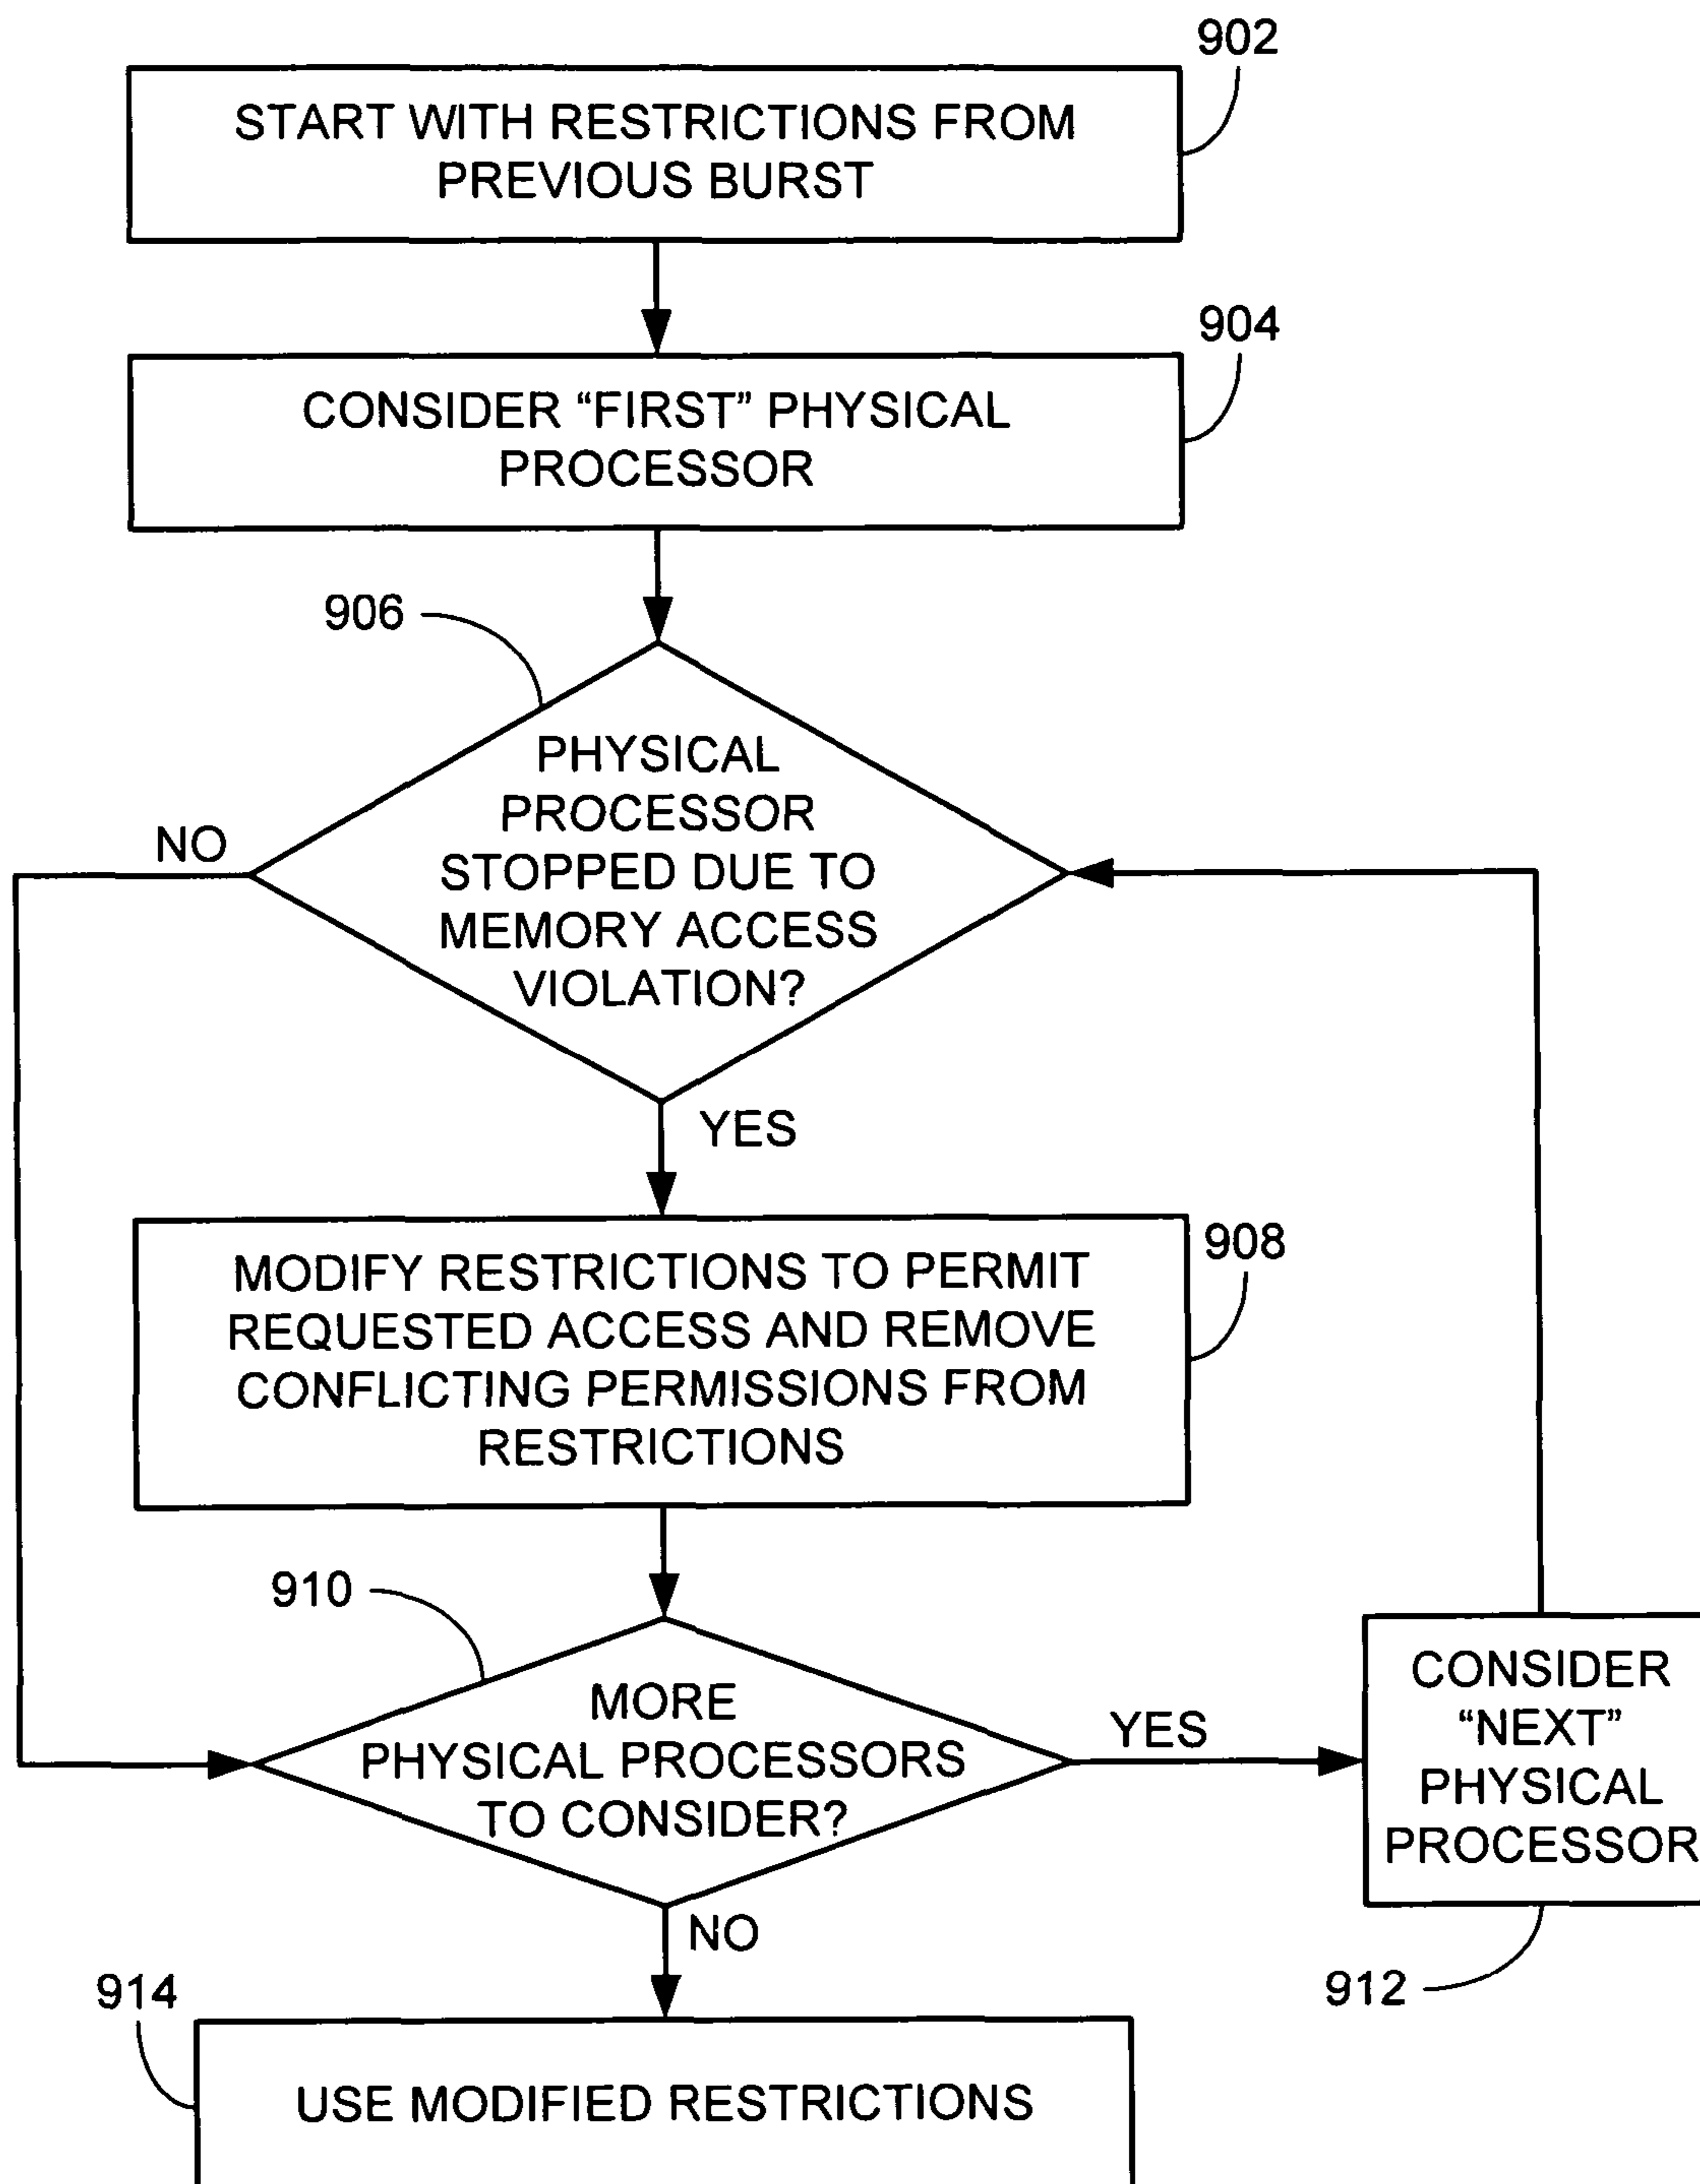 902
START WITH RESTRICTIONS FROM
PREVIOUS BURST
904
CONSIDER “FIRST” PHYSICAL
PROCESSOR
906
PHYSICAL
PROCESSOR
STOPPED DUE TO
MEMORY ACCESS
VIOLATION?
NO
YES
908
MODIFY RESTRICTIONS TO PERMIT
REQUESTED ACCESS AND REMOVE
CONFLICTING PERMISSIONS FROM
RESTRICTIONS
910
MORE
PHYSICAL PROCESSORS
TO CONSIDER?
YES
CONSIDER
“NEXT”
PHYSICAL
PROCESSOR
912
NO
914
USE MODIFIED RESTRICTIONS